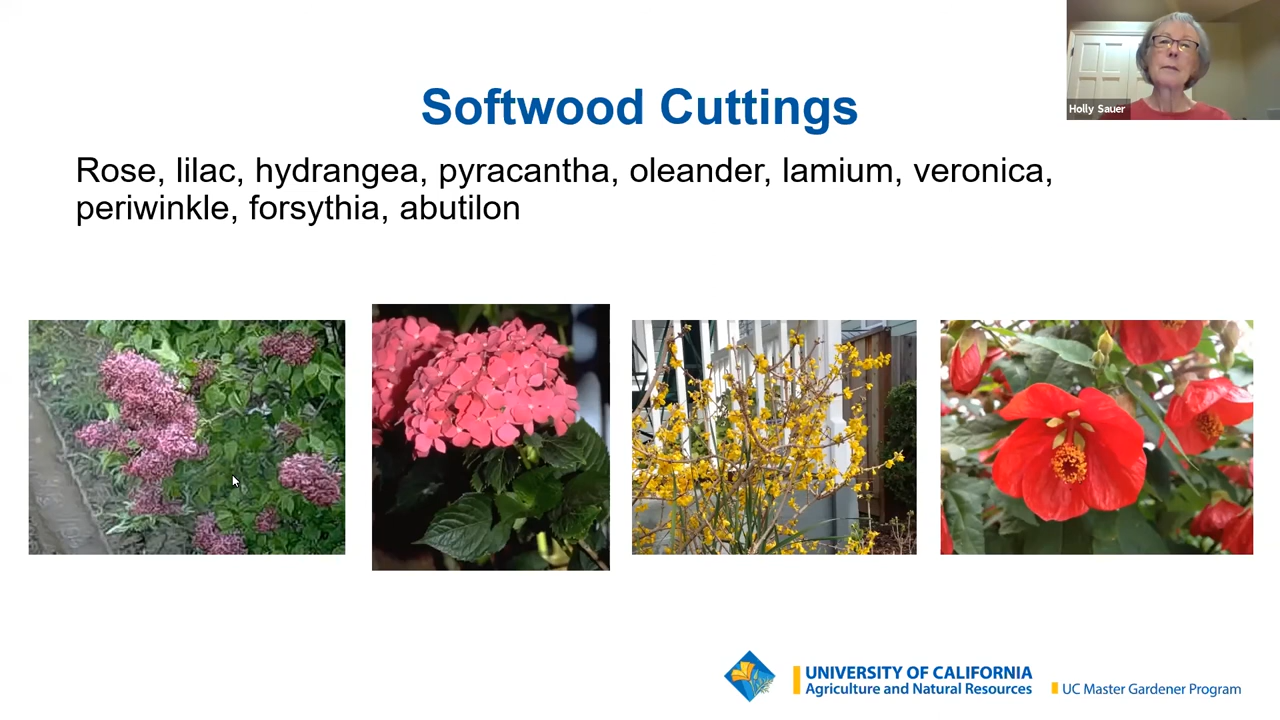 Holly Sauer
Softwood Cuttings
Rose, lilac, hydrangea, pyracantha, oleander, lamium, veronica,
periwinkle, forsythia, abutilon
UNIVERSITY OF CALIFORNIA
Agriculture and Natural Resources
UC Master Gardener Program